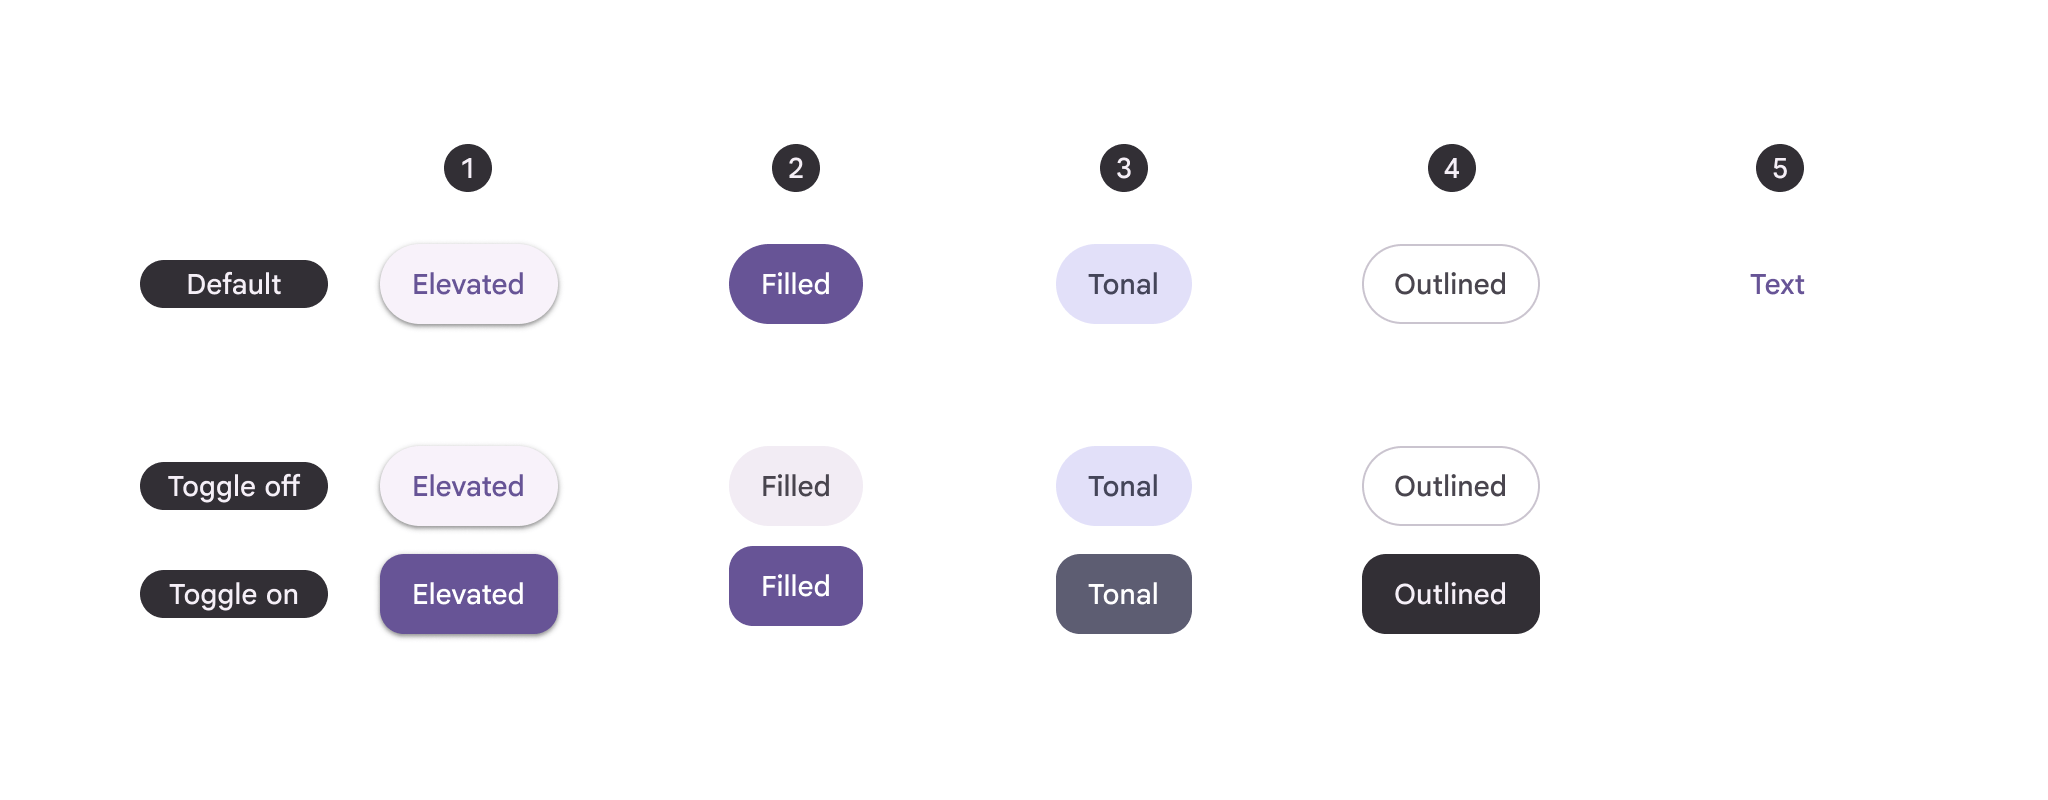 1 2 3 4 5
Default Elevated Filled Tonal Outlined Text
Toggle off Elevated Filled Tonal Outlined
Toggle on Elevated Filled Tonal Outlined